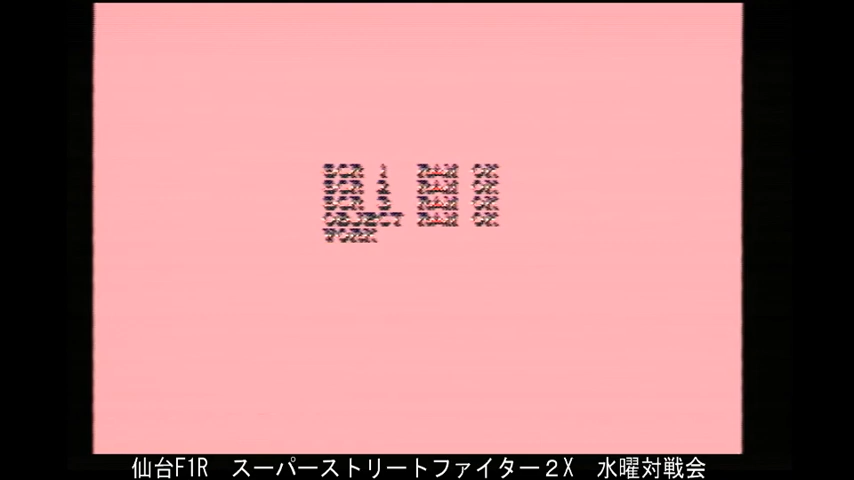 SCR 1 RAM OK
SCR 2 RAM OK
SCR 3 RAM OK
OBJECT RAM OK
WORK
仙台F1R スーパーストリートファイター２X 水曜対戦会